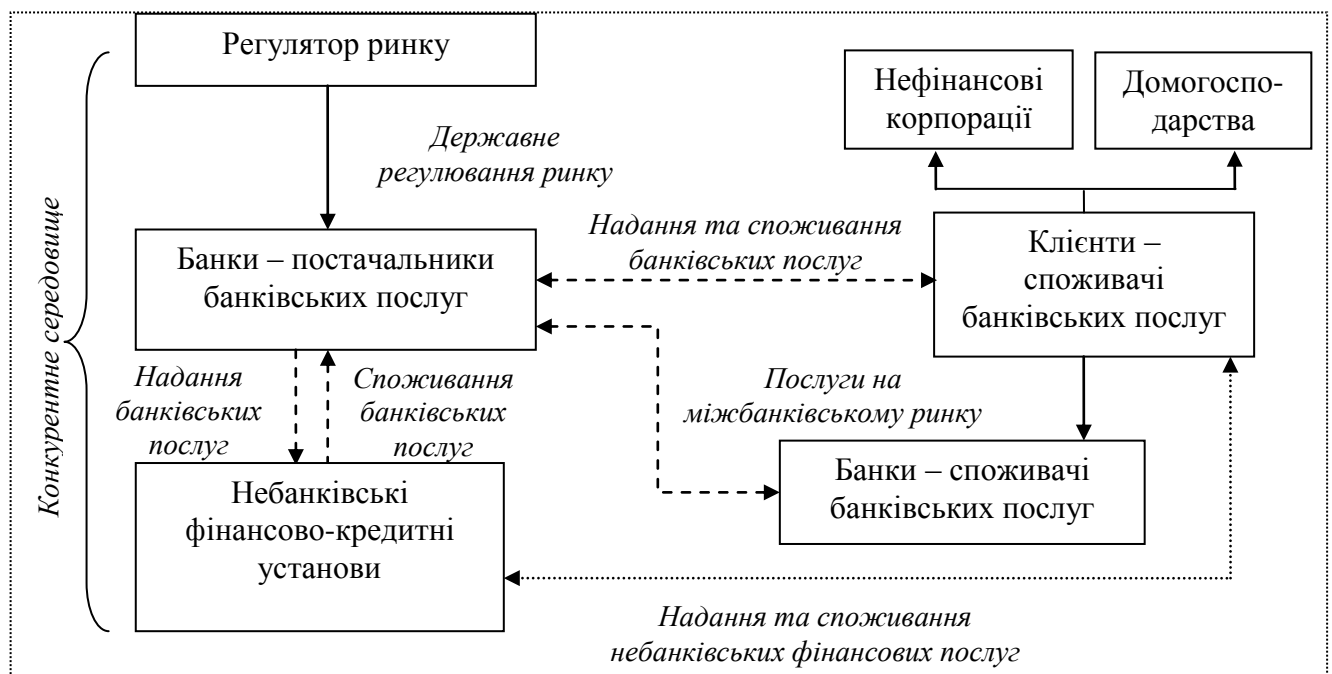 Регулятор ринку
Нефінансові
корпорації
Домогоспо-
дарства
Державне
регулювання ринку
Конкурентне середовище
Банки – постачальники
банківських послуг
Надання та споживання
банківських послуг
Клієнти –
споживачі
банківських послуг
Надання
банківських
послуг
Споживання
банківських
послуг
Послуги на
міжбанківському ринку
Банки – споживачі
банківських послуг
Небанківські
фінансово-кредитні
установи
Надання та споживання
небанківських фінансових послуг